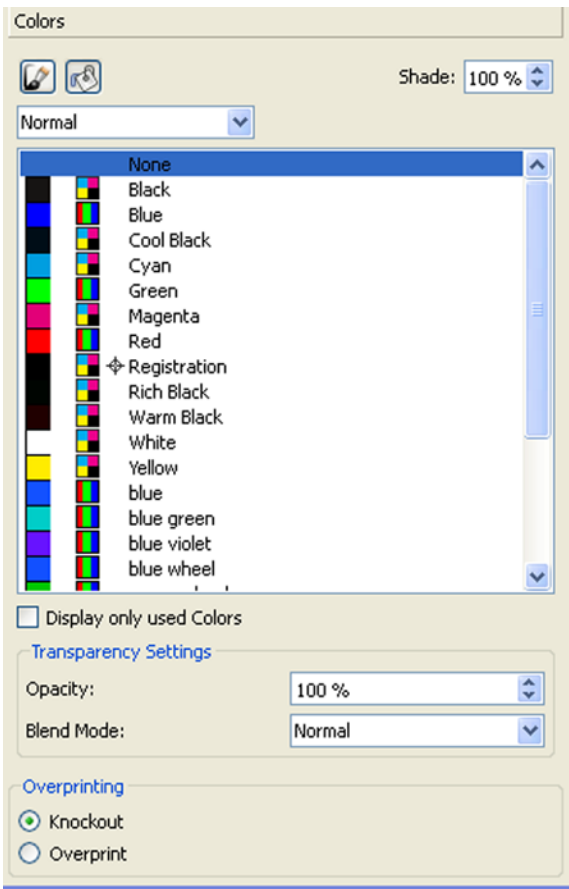 Colors
Shade: 100 %
Normal
None
Black
Blue
Cool Black
Cyan
Green
Magenta
Red
Registration
Rich Black
Warm Black
White
Yellow
blue
blue green
blue violet
blue wheel
Display only used Colors
Transparency Settings
Opacity: 100 %
Blend Mode: Normal
Overprinting
Knockout
Overprint